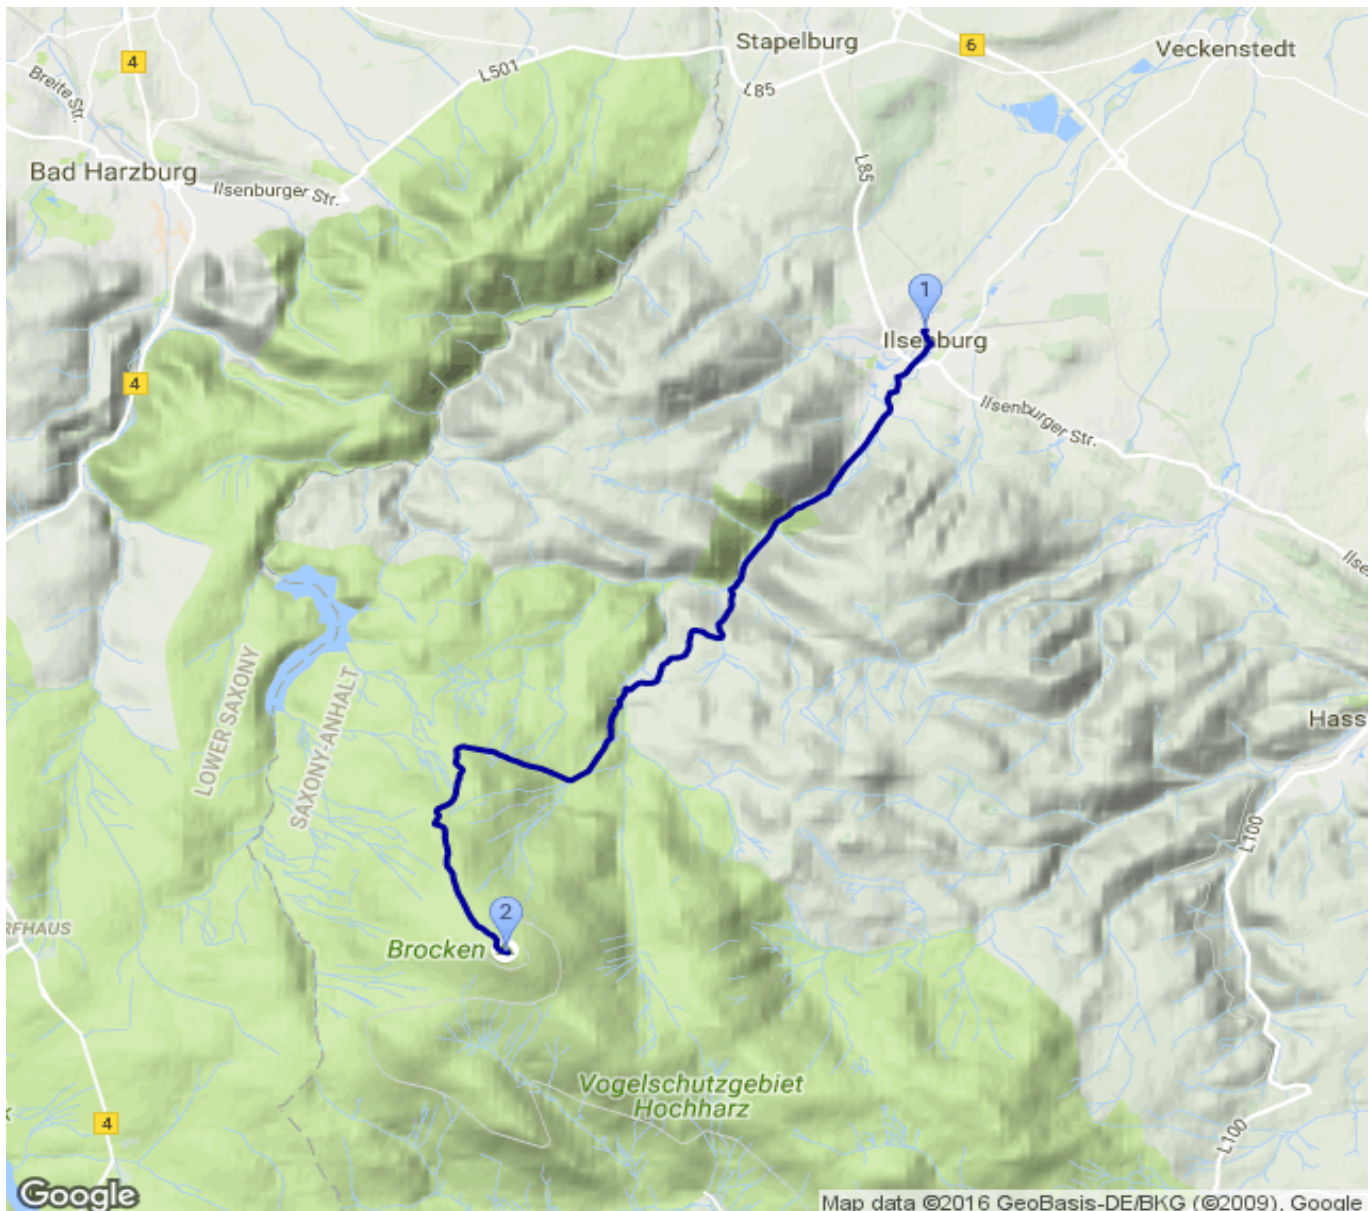 Stapelburg
6
Veckenstedt
4
Breite Str.
L501
L85
Bad Harzburg
Ilsenburger Str.
L85
1
Ilsenburg
4
Ilsenburger Str.
LOWER SAXONY
SAXONY-ANHALT
Hass
L100
2
RFHAUS
Brocken
Vogelschutzgebiet
Hochharz
4
L100
Google
Map data ©2016 GeoBasis-DE/BKG (©2009), Google